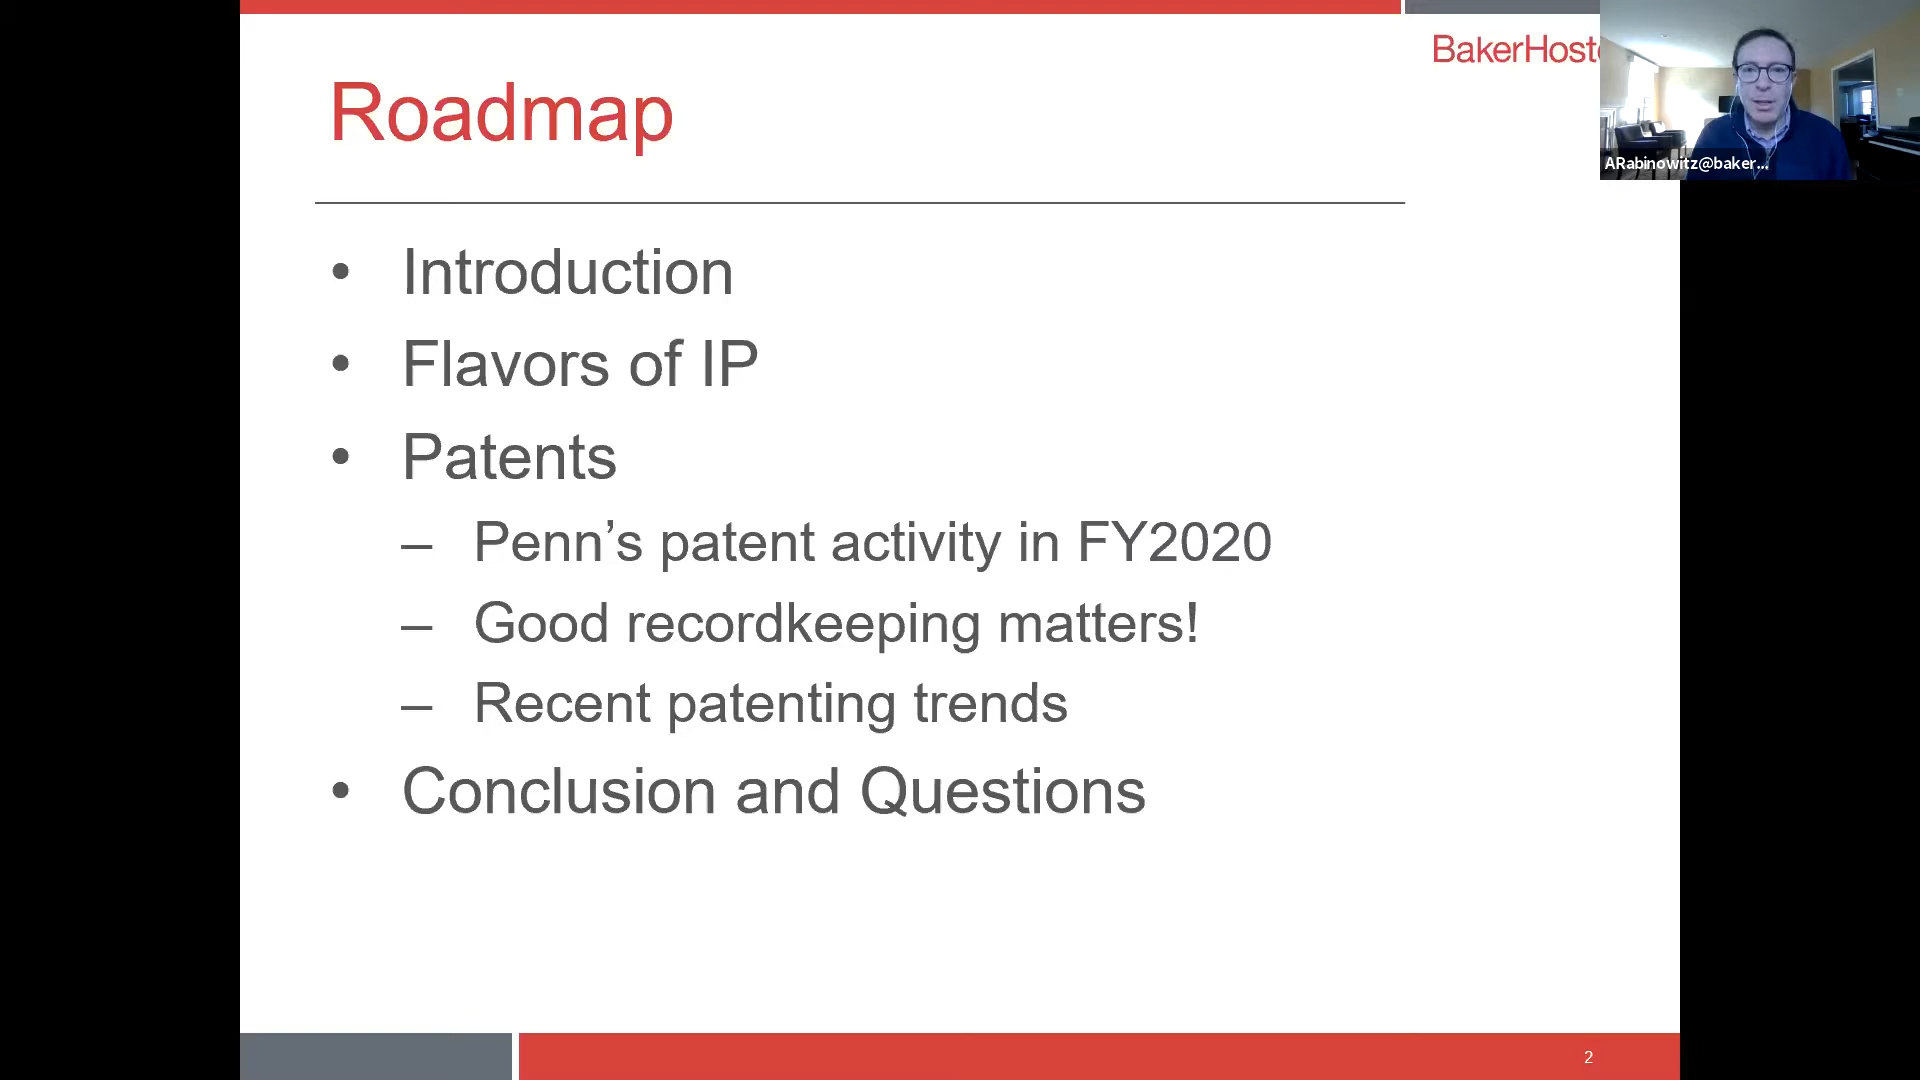 BakerHoste
Roadmap
ARabinowitz@baker...
• Introduction
• Flavors of IP
• Patents
– Penn’s patent activity in FY2020
– Good recordkeeping matters!
– Recent patenting trends
• Conclusion and Questions
2